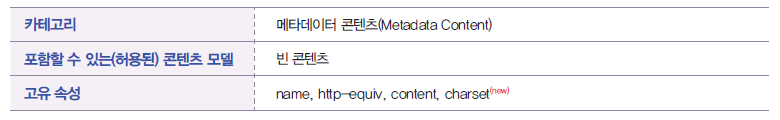 카테고리 메타데이터 콘텐츠(Metadata Content)
포함할 수 있는(허용된) 콘텐츠 모델 빈 콘텐츠
고유 속성 name, http-equiv, content, charset(new)